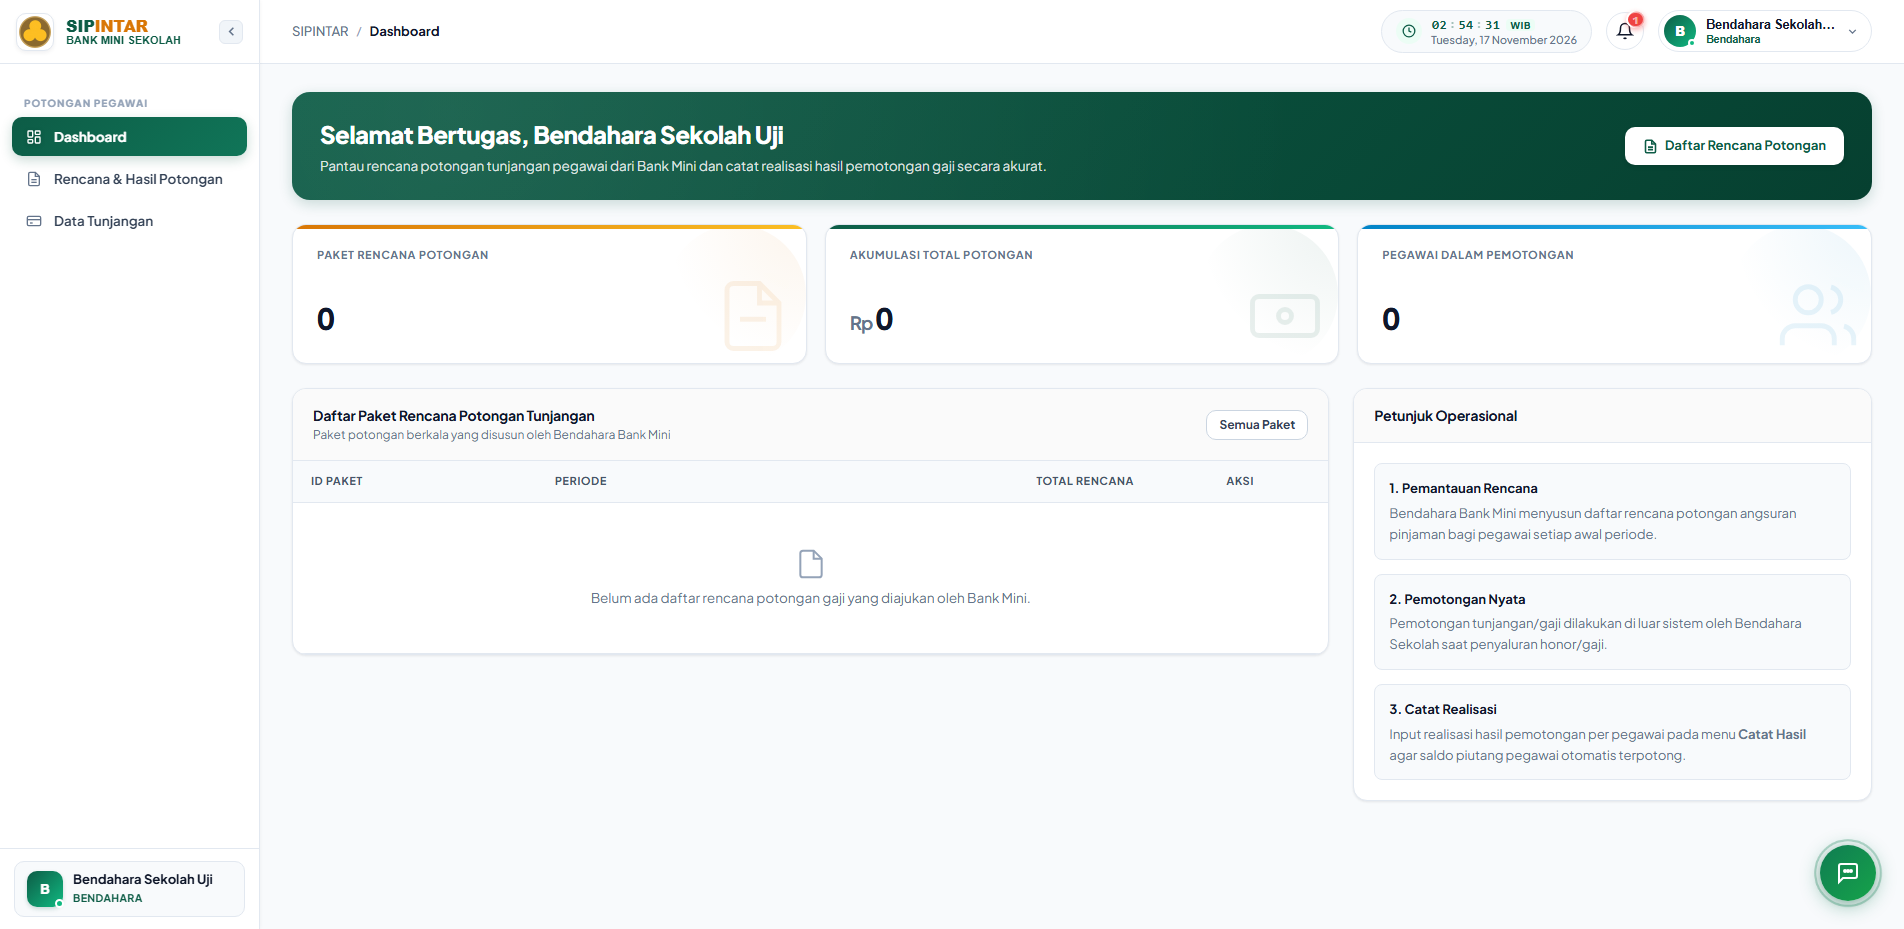 SIPINTAR
BANK MINI SEKOLAH
SIPINTAR / Dashboard
02 : 54 : 31 WIB
Tuesday, 17 November 2026
1
B
Bendahara Sekolah...
Bendahara
POTONGAN PEGAWAI
Dashboard
Rencana & Hasil Potongan
Data Tunjangan
Selamat Bertugas, Bendahara Sekolah Uji
Pantau rencana potongan tunjangan pegawai dari Bank Mini dan catat realisasi hasil pemotongan gaji secara akurat.
Daftar Rencana Potongan
PAKET RENCANA POTONGAN
0
AKUMULASI TOTAL POTONGAN
Rp0
PEGAWAI DALAM PEMOTONGAN
0
Daftar Paket Rencana Potongan Tunjangan
Paket potongan berkala yang disusun oleh Bendahara Bank Mini
Semua Paket
ID PAKET PERIODE TOTAL RENCANA AKSI
Belum ada daftar rencana potongan gaji yang diajukan oleh Bank Mini.
Petunjuk Operasional
1. Pemantauan Rencana
Bendahara Bank Mini menyusun daftar rencana potongan angsuran
pinjaman bagi pegawai setiap awal periode.
2. Pemotongan Nyata
Pemotongan tunjangan/gaji dilakukan di luar sistem oleh Bendahara
Sekolah saat penyaluran honor/gaji.
3. Catat Realisasi
Input realisasi hasil pemotongan per pegawai pada menu Catat Hasil
agar saldo piutang pegawai otomatis terpotong.
B
Bendahara Sekolah Uji
BENDAHARA